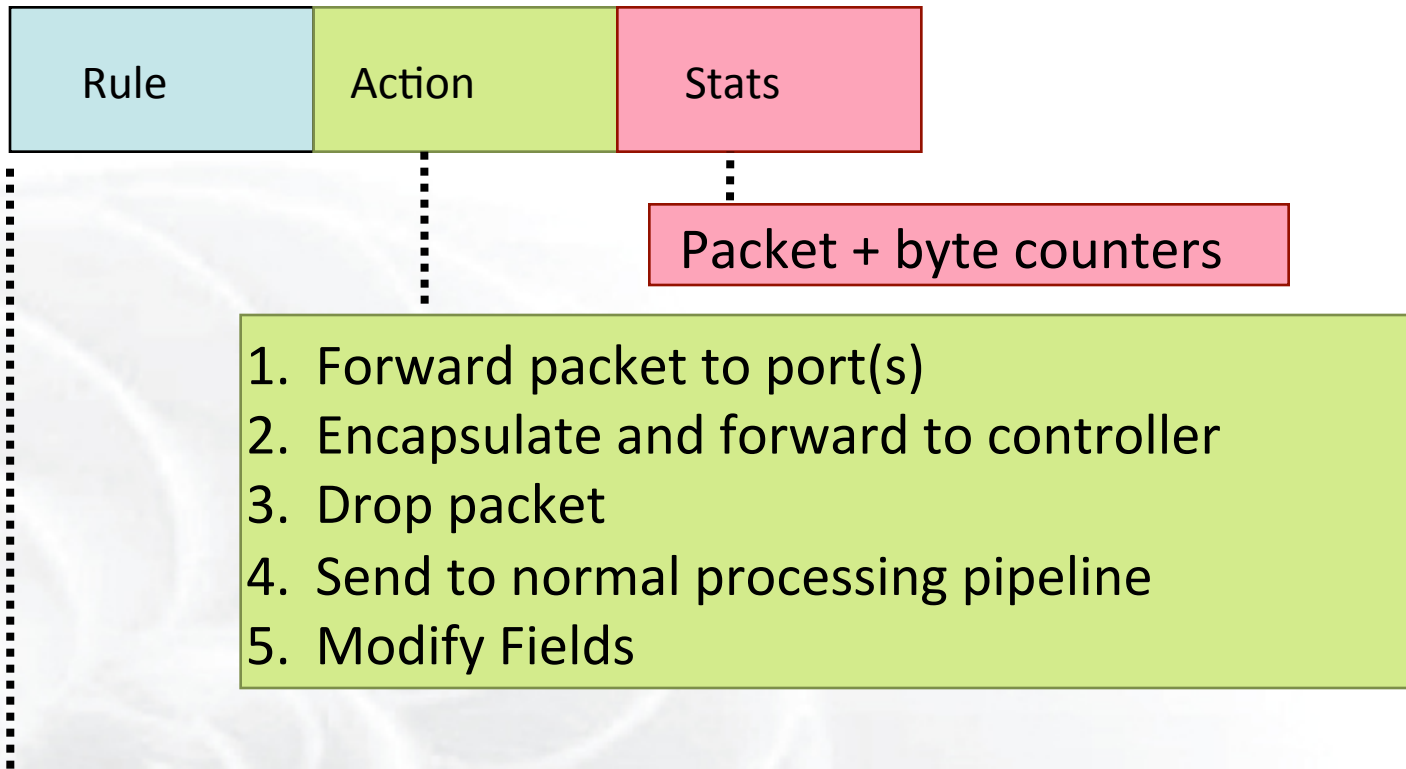 Rule Action Stats
Packet + byte counters
1. Forward packet to port(s)
2. Encapsulate and forward to controller
3. Drop packet
4. Send to normal processing pipeline
5. Modify Fields